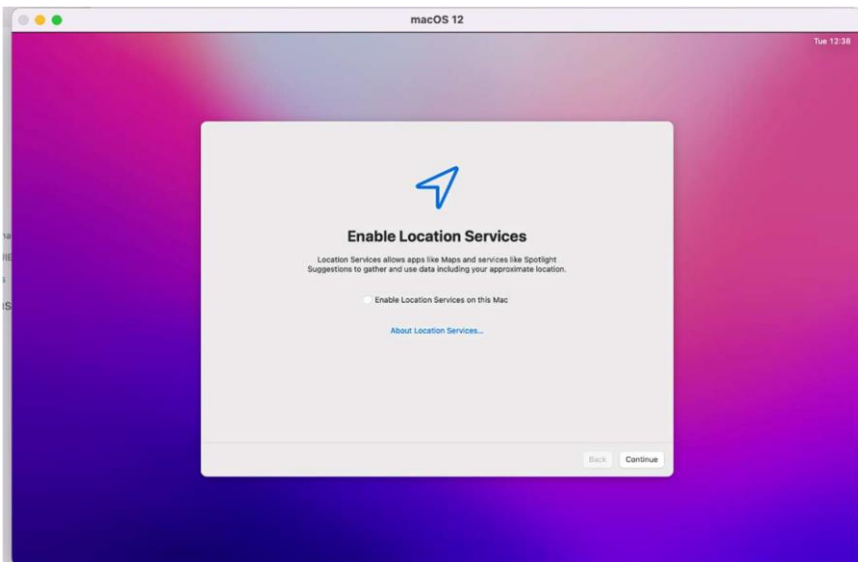 macOS 12
Tue 12:38
Enable Location Services
Location Services allows apps like Maps and services like Spotlight
Suggestions to gather and use data including your approximate location.
Enable Location Services on this Mac
About Location Services...
Back
Continue